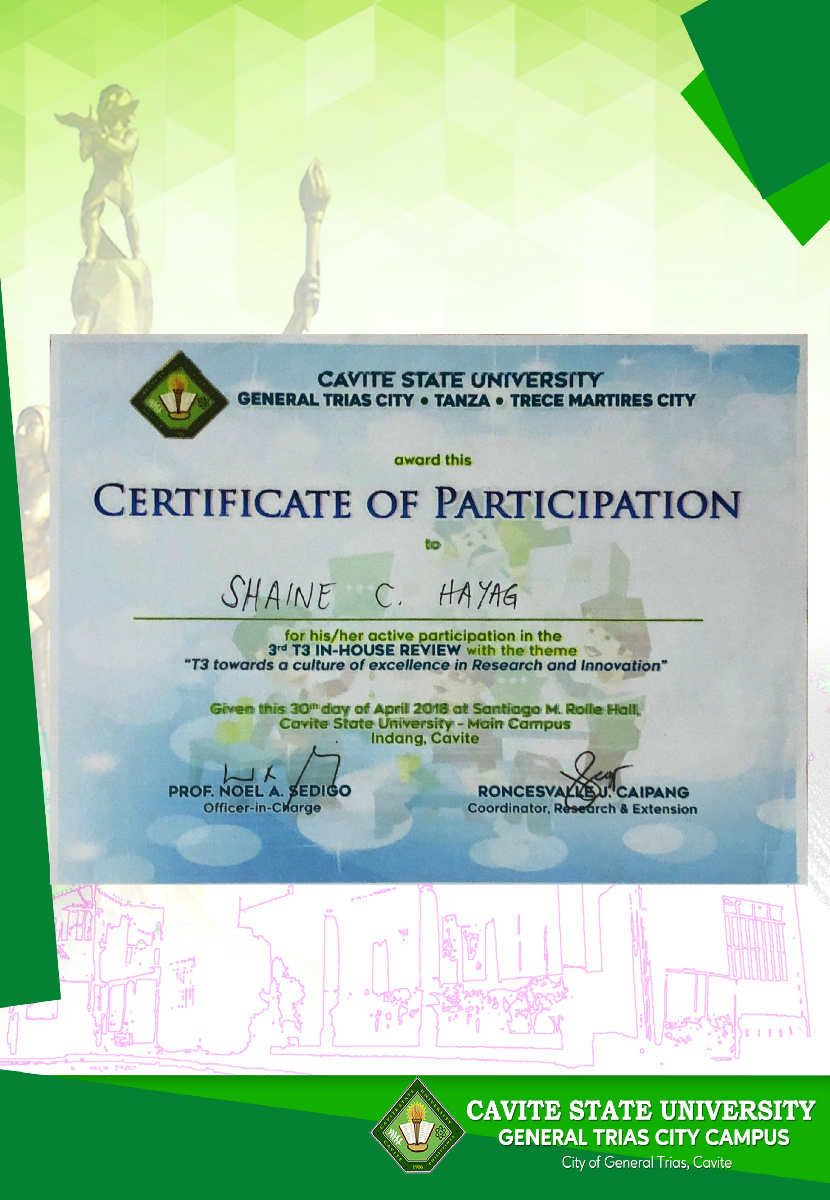 CAVITE STATE UNIVERSITY
GENERAL TRIAS CITY • TANZA • TRECE MARTIRES CITY
award this
CERTIFICATE OF PARTICIPATION
to
SHAINE C. HAYAG
for his/her active participation in the
3rd T3 IN-HOUSE REVIEW with the theme
"T3 towards a culture of excellence in Research and Innovation"
Given this 30th day of April 2018 at Santiago M. Rolle Hall,
Cavite State University - Main Campus
Indang, Cavite
PROF. NOEL A. SEDIGO
Officer-in-Charge
RONCESVALLE J. CAIPANG
Coordinator, Research & Extension
CAVITE STATE UNIVERSITY
GENERAL TRIAS CITY CAMPUS
City of General Trias, Cavite
1906